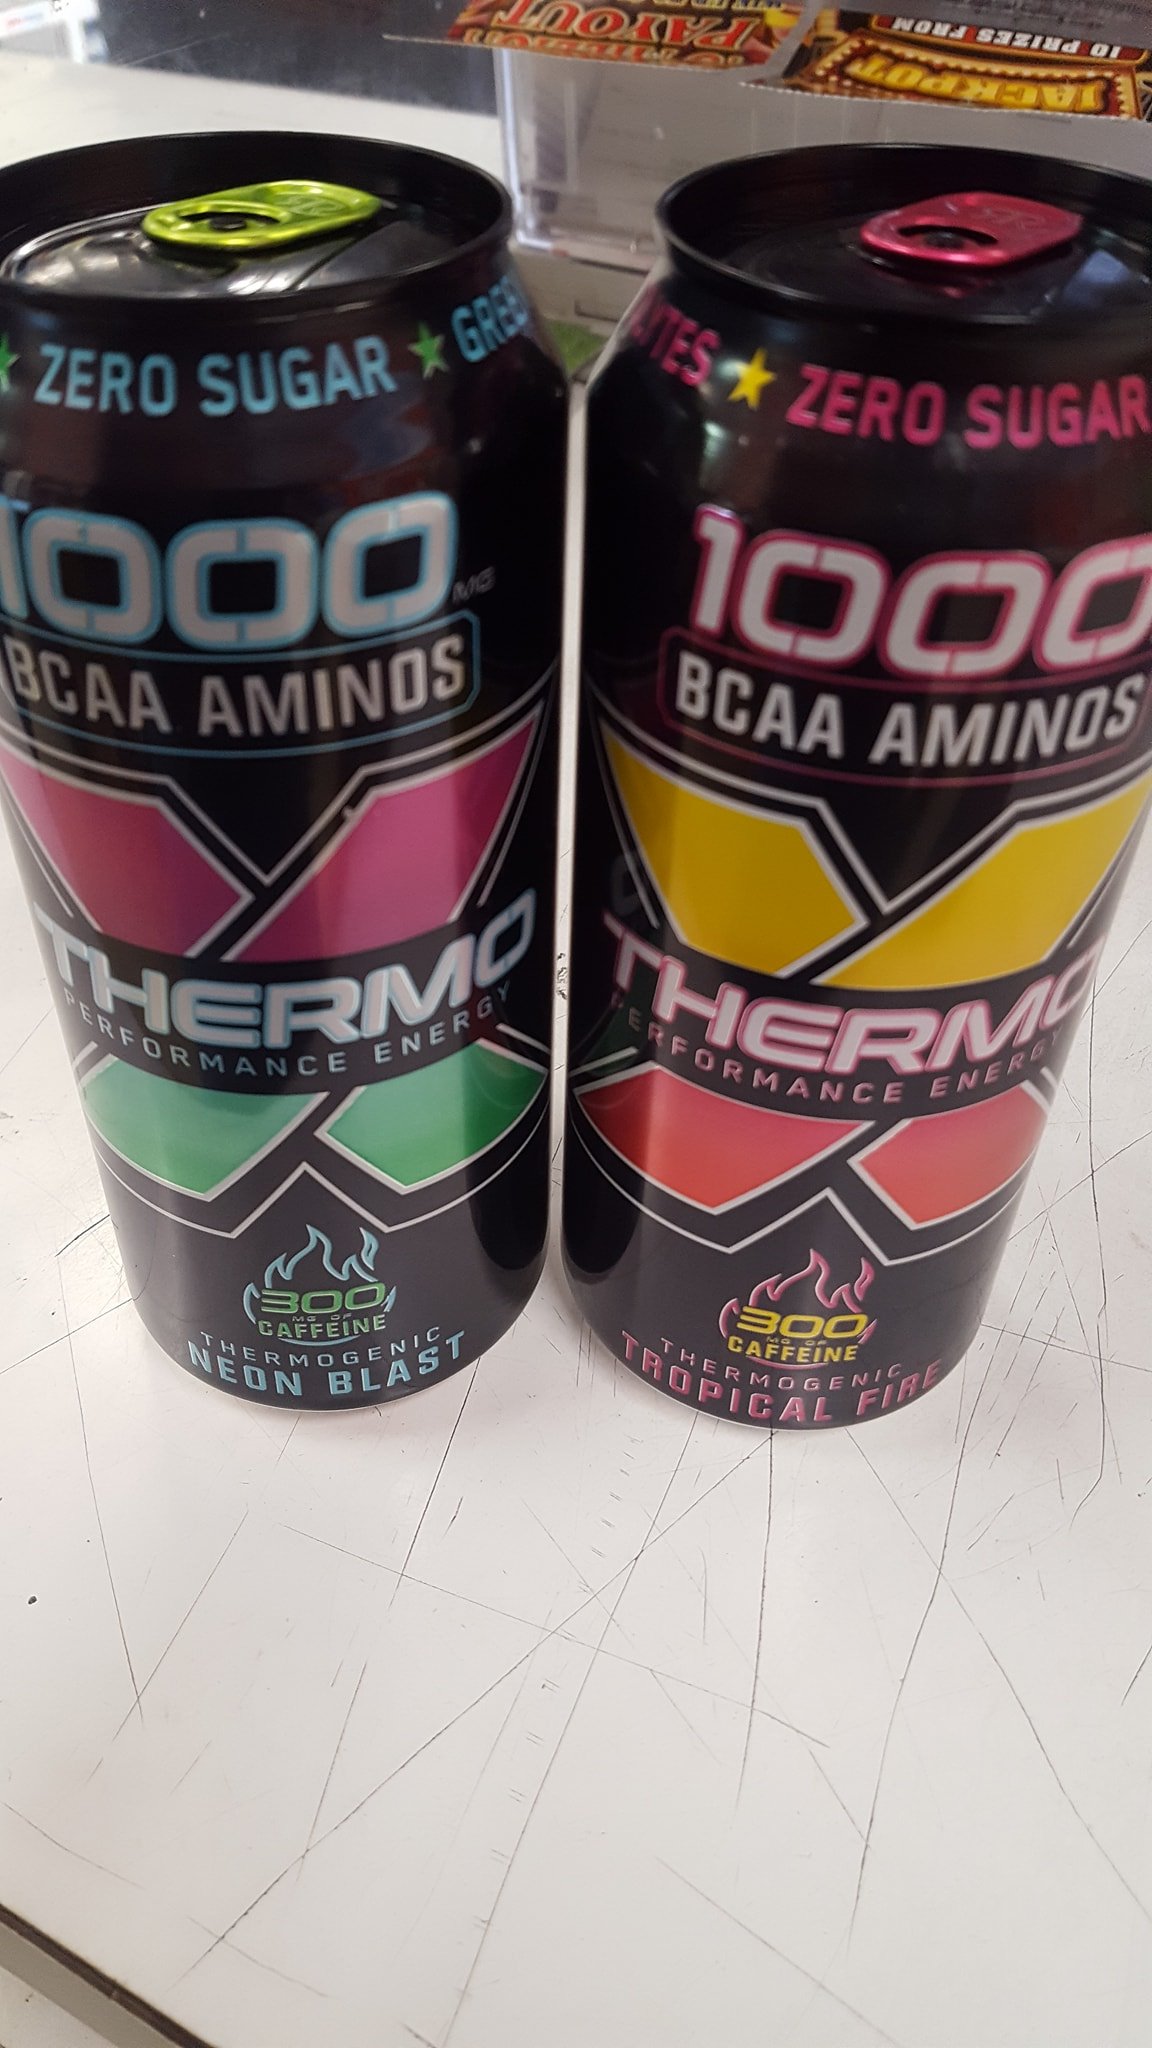 PAYOUT
10 PRIZES FROM
JACKPOT
ZERO SUGAR
1000 MG
BCAA AMINOS
THERMO
PERFORMANCE ENERGY
300
MG OF
CAFFEINE
THERMOGENIC
NEON BLAST
ZERO SUGAR
1000
BCAA AMINOS
THERMO
PERFORMANCE ENERGY
300
MG OF
CAFFEINE
THERMOGENIC
TROPICAL FIRE